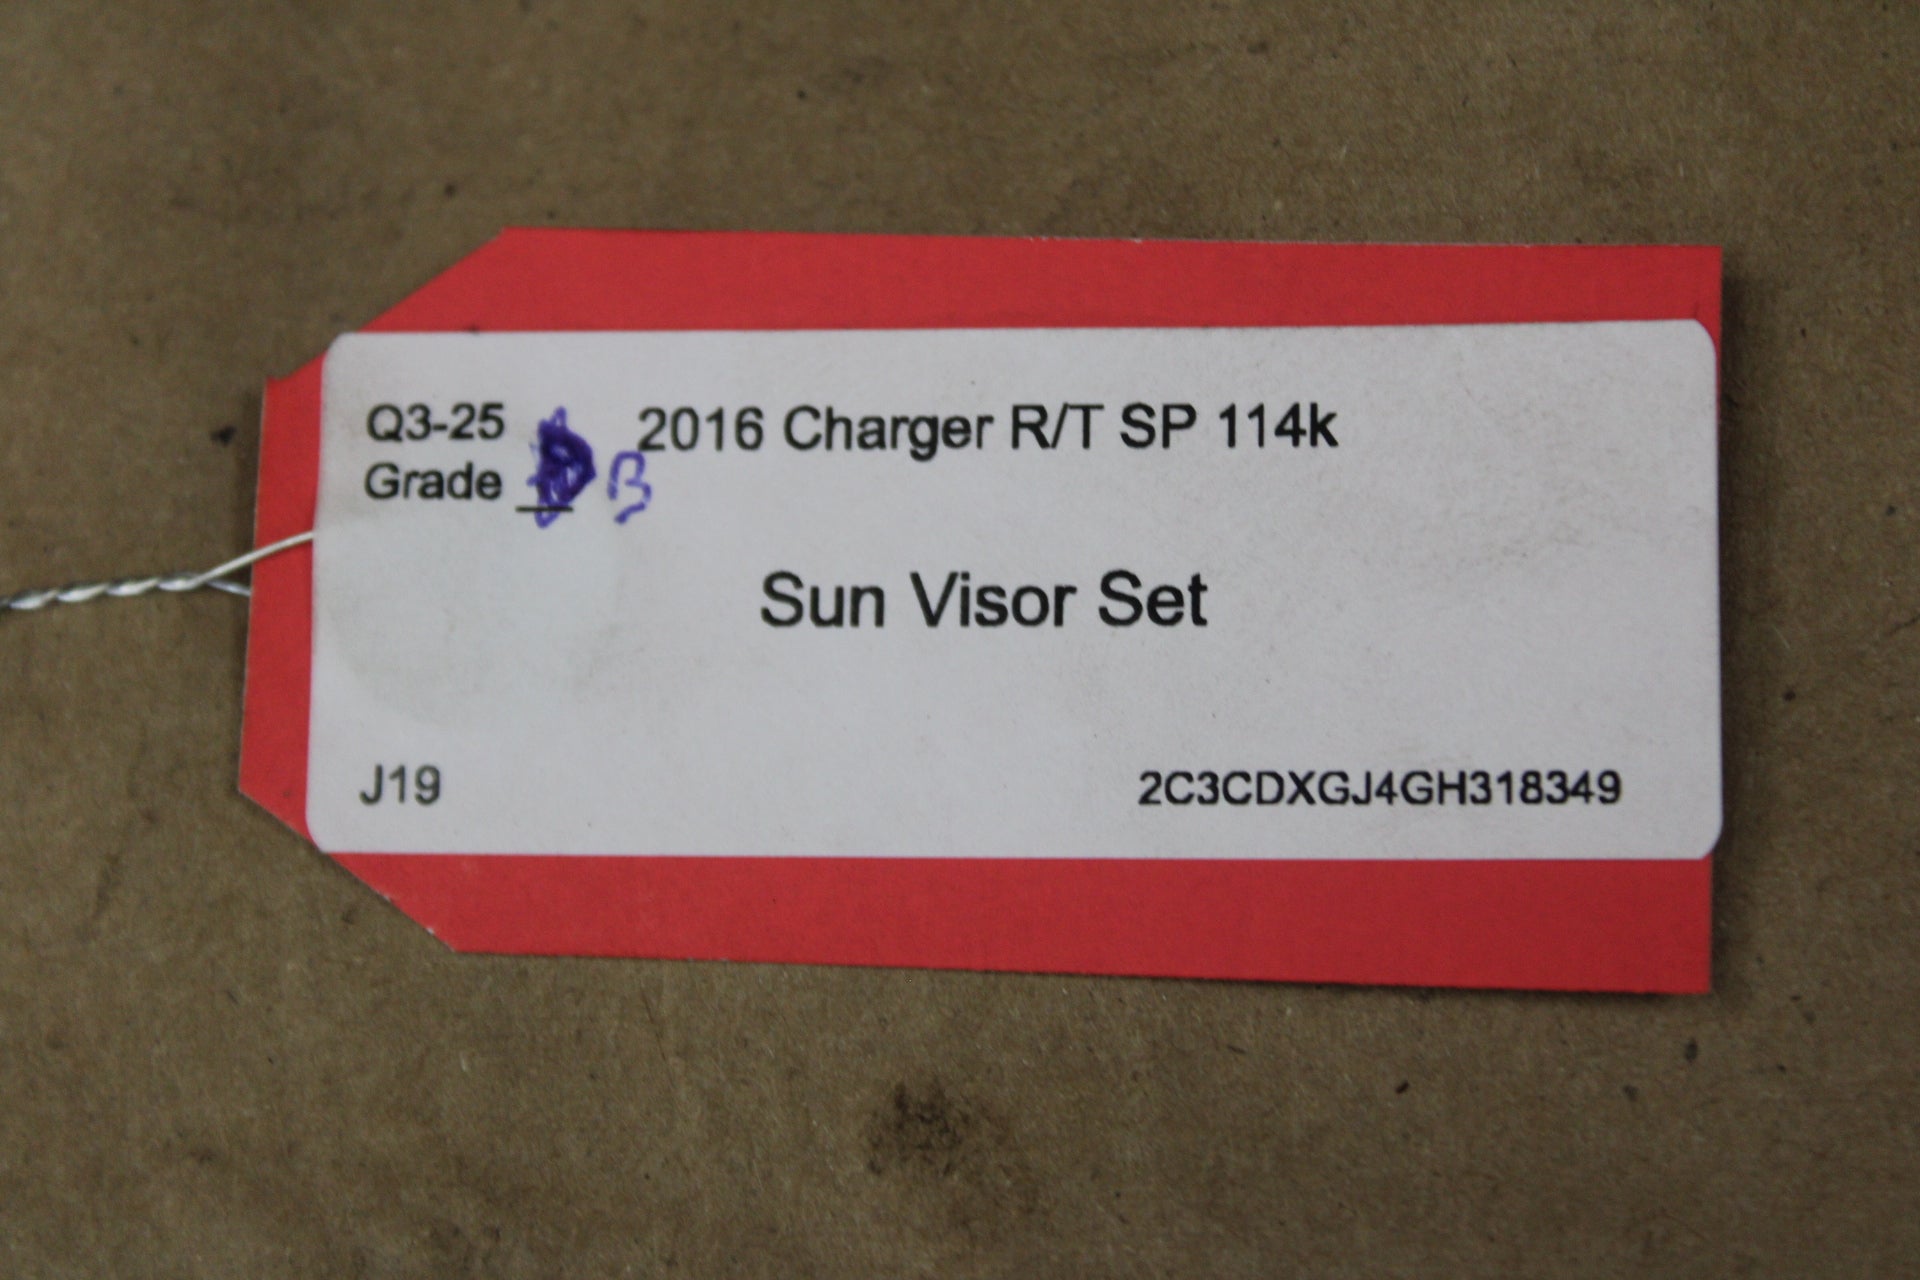 Q3-25 2016 Charger R/T SP 114k
Grade _ B
Sun Visor Set
J19 2C3CDXGJ4GH318349